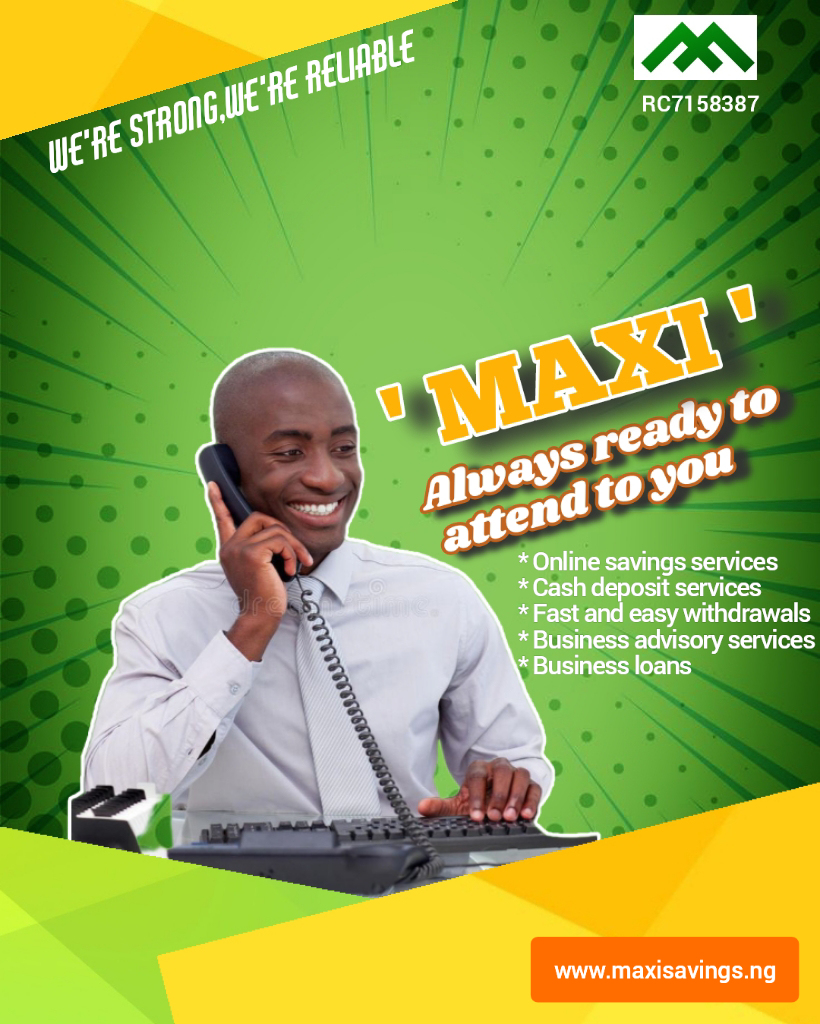 WE'RE STRONG,WE'RE RELIABLE
RC7158387
' MAXI '
Always ready to
attend to you
* Online savings services
* Cash deposit services
* Fast and easy withdrawals
* Business advisory services
* Business loans
dreamstime.
www.maxisavings.ng